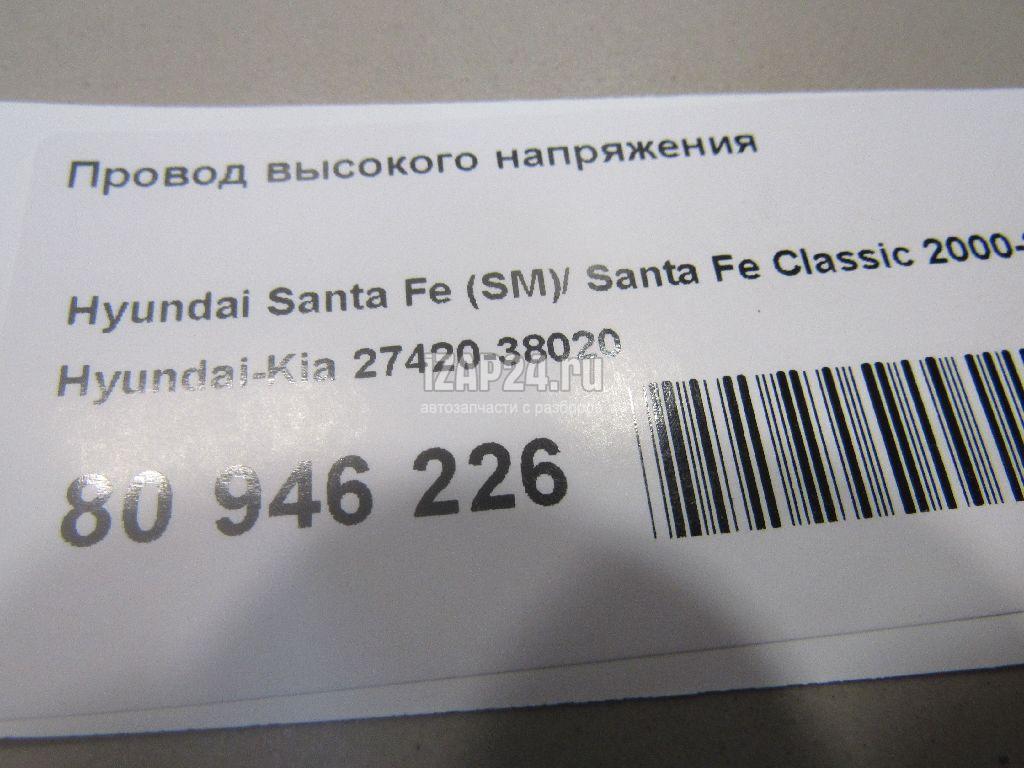 Провод высокого напряжения
Hyundai Santa Fe (SM)/ Santa Fe Classic 2000-
Hyundai-Kia 27420-38020
iZAP24.ru
автозапчасти с разборов
80 946 226